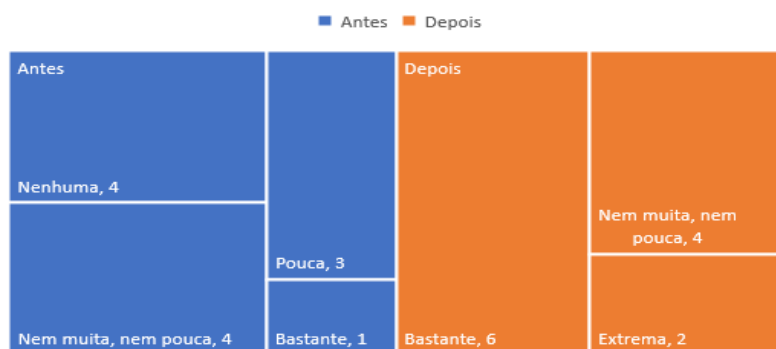 Antes Depois
Antes
Nenhuma, 4
Nem muita, nem pouca, 4
Pouca, 3
Bastante, 1
Depois
Bastante, 6
Nem muita, nem
pouca, 4
Extrema, 2